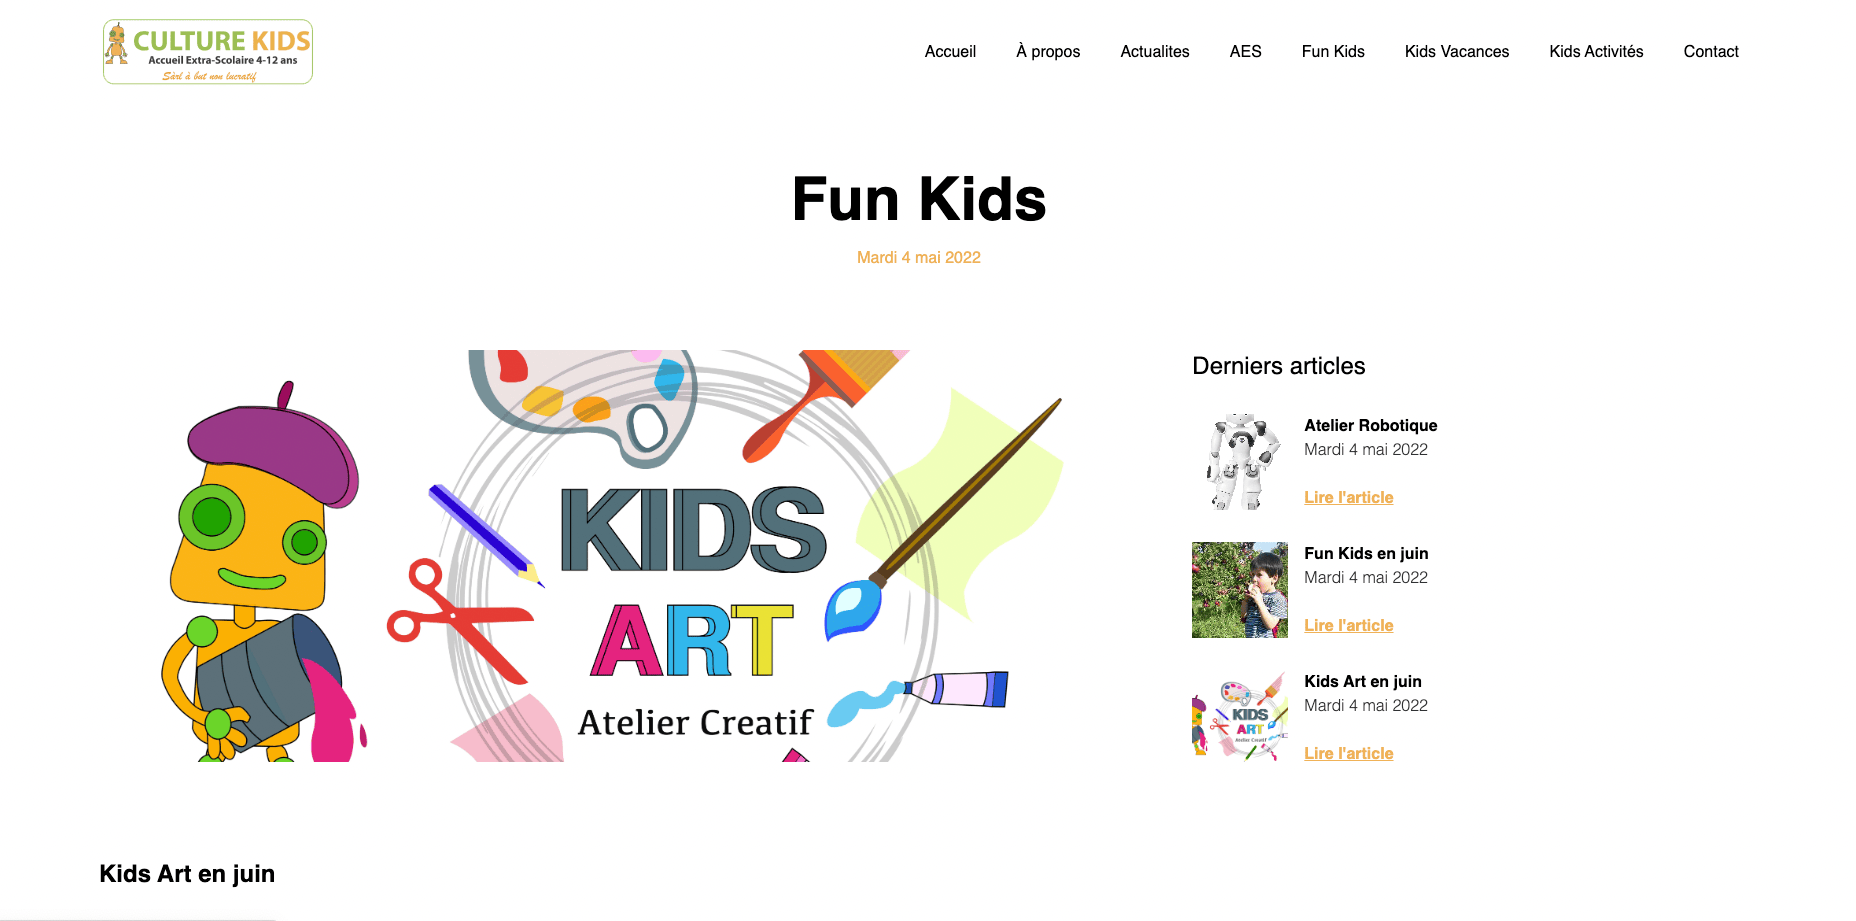 CULTURE KIDS
Accueil Extra-Scolaire 4-12 ans
Sàrl à but non lucratif
Accueil
À propos
Actualites
AES
Fun Kids
Kids Vacances
Kids Activités
Contact
Fun Kids
Mardi 4 mai 2022
KIDS
ART
Atelier Creatif
Derniers articles
Atelier Robotique
Mardi 4 mai 2022
Lire l'article
Fun Kids en juin
Mardi 4 mai 2022
Lire l'article
KIDS
ART
Atelier Creatif
Kids Art en juin
Mardi 4 mai 2022
Lire l'article
Kids Art en juin